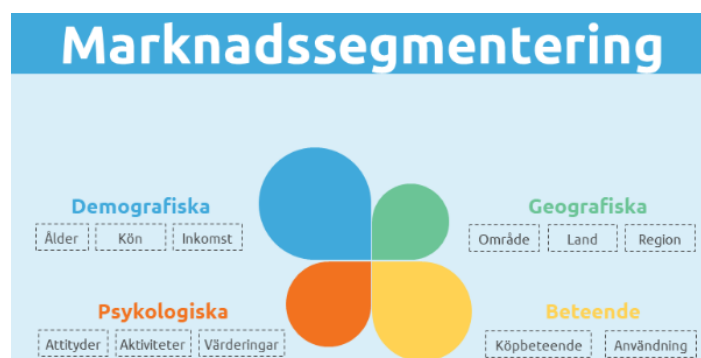 Marknadssegmentering
Demografiska
Ålder Kön Inkomst
Geografiska
Område Land Region
Psykologiska
Attityder Aktiviteter Värderingar
Beteende
Köpbeteende Användning